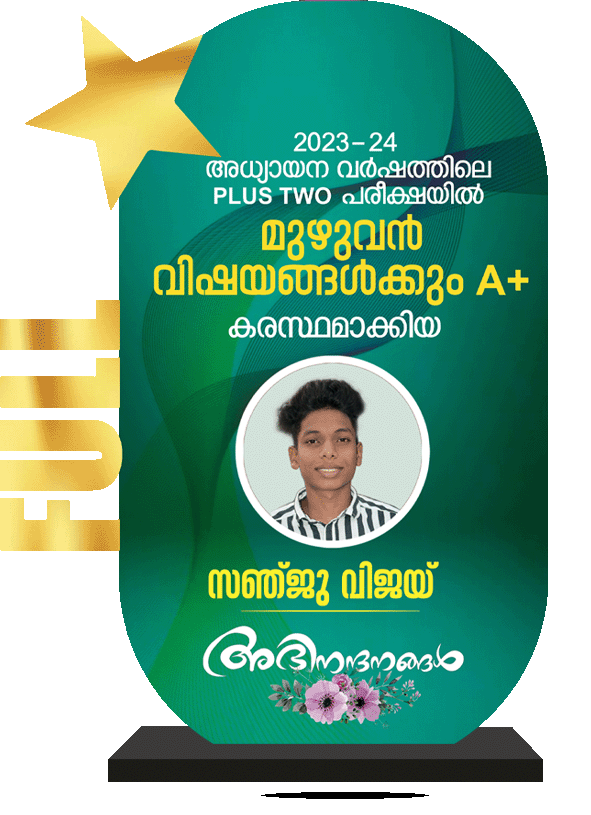 2023-24
അധ്യായന വർഷത്തിലെ
PLUS TWO പരീക്ഷയിൽ
മുഴുവൻ
വിഷയങ്ങൾക്കും A+
കരസ്ഥമാക്കിയ
FULL
സഞ്ജു വിജയ്
അഭിനന്ദനങ്ങൾ